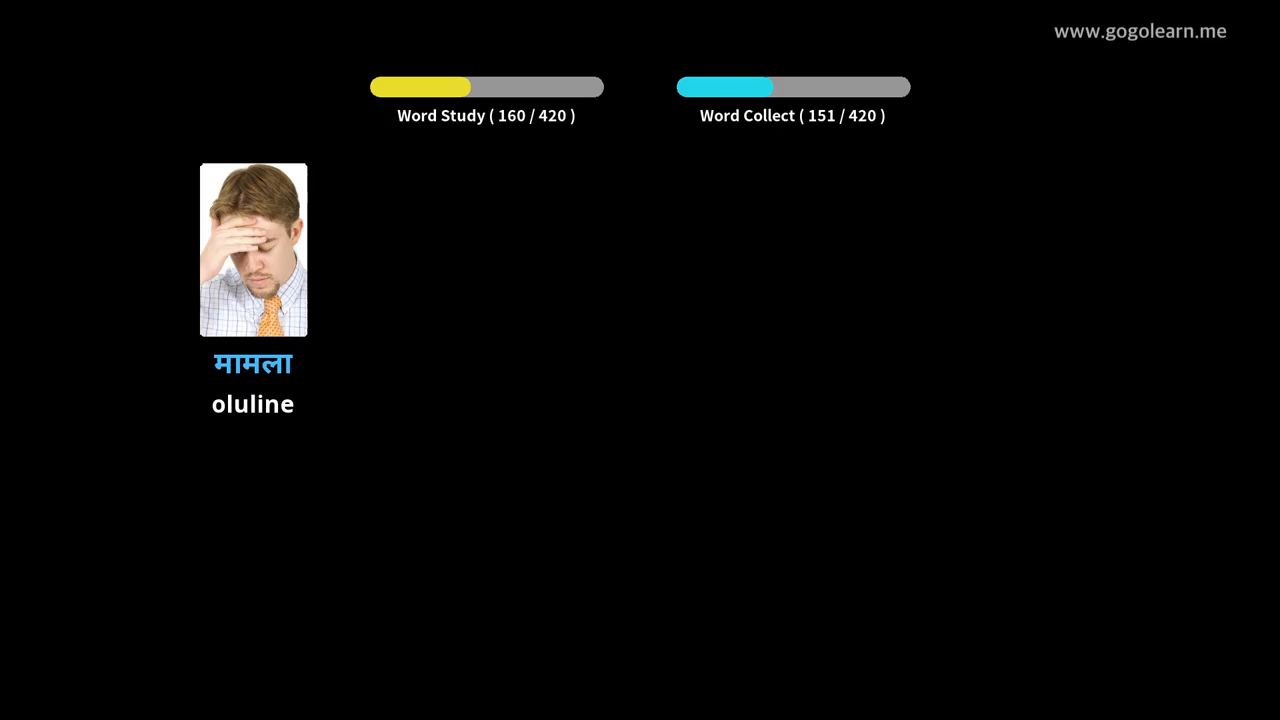 www.gogolearn.me
Word Study ( 160 / 420 )
Word Collect ( 151 / 420 )
मामला
oluline